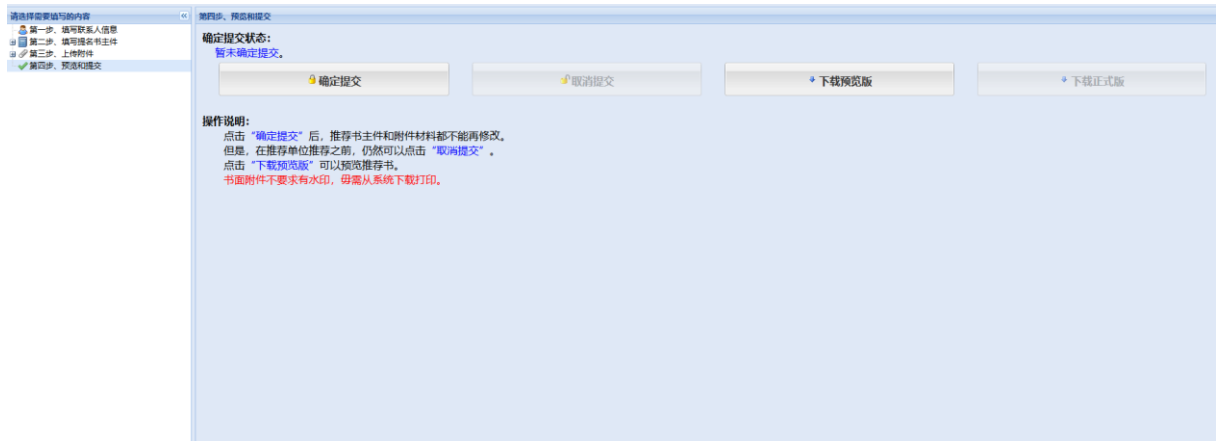 请选择需要填写的内容
第一步、填写联系人信息
第二步、填写提名书主件
第三步、上传附件
第四步、预览和提交
第四步、预览和提交
确定提交状态：
暂未确定提交。
确定提交 取消提交 下载预览版 下载正式版
操作说明：
点击“确定提交”后，推荐书主件和附件材料都不能再修改。
但是，在推荐单位推荐之前，仍然可以点击“取消提交”。
点击“下载预览版”可以预览推荐书。
书面附件不要求有水印，毋需从系统下载打印。